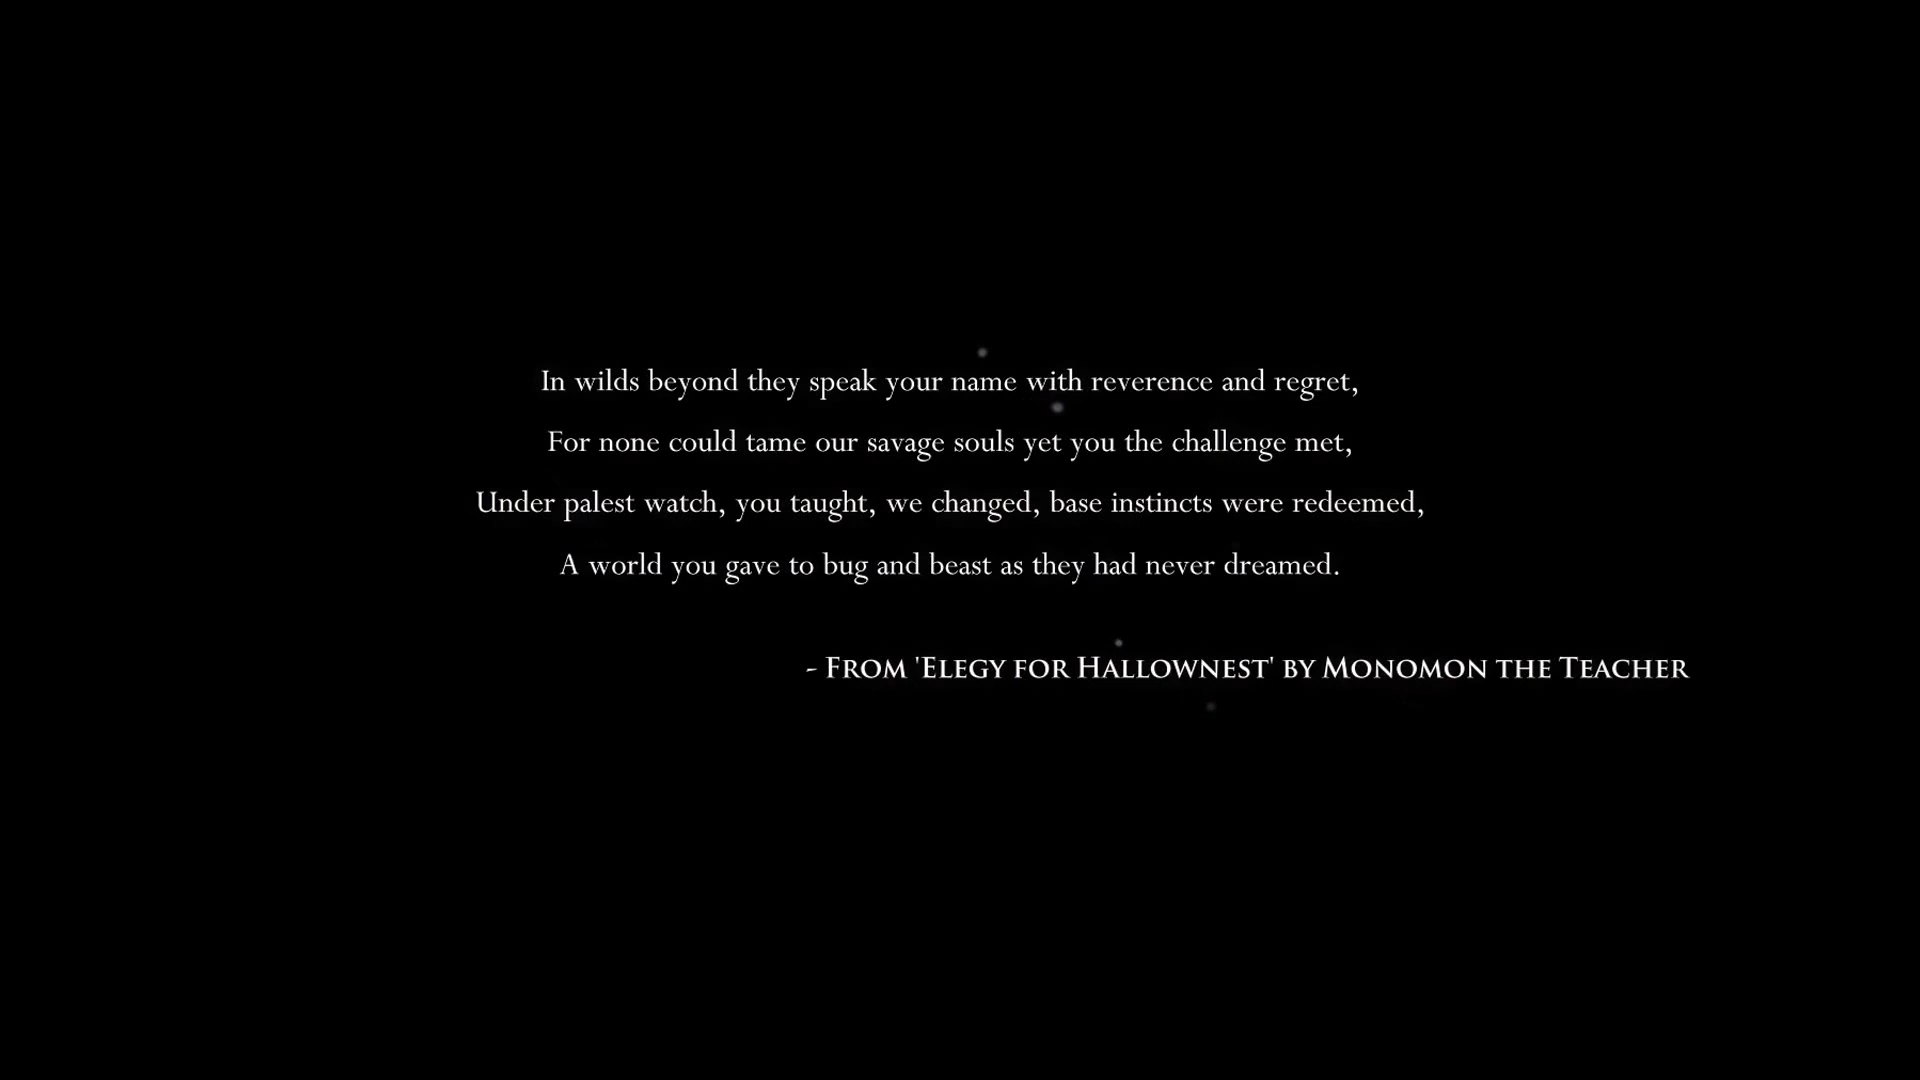 In wilds beyond they speak your name with reverence and regret,
For none could tame our savage souls yet you the challenge met,
Under palest watch, you taught, we changed, base instincts were redeemed,
A world you gave to bug and beast as they had never dreamed.
- From 'Elegy for Hallownest' by Monomon the Teacher